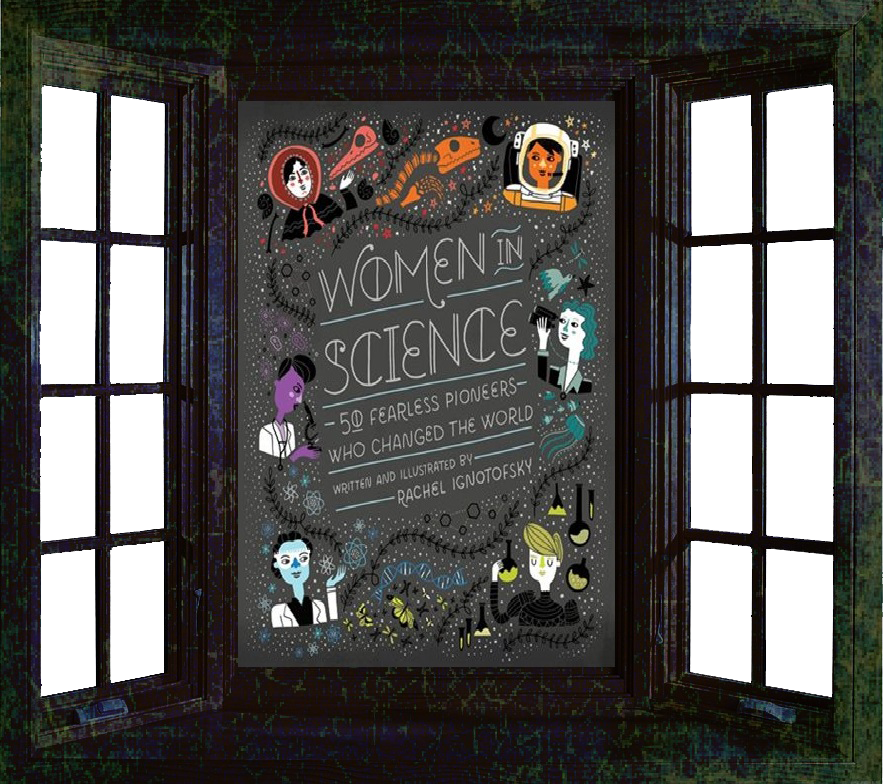 WOMEN IN
SCIENCE
- 50 FEARLESS PIONEERS -
WHO CHANGED THE WORLD
WRITTEN AND ILLUSTRATED BY
RACHEL IGNOTOFSKY